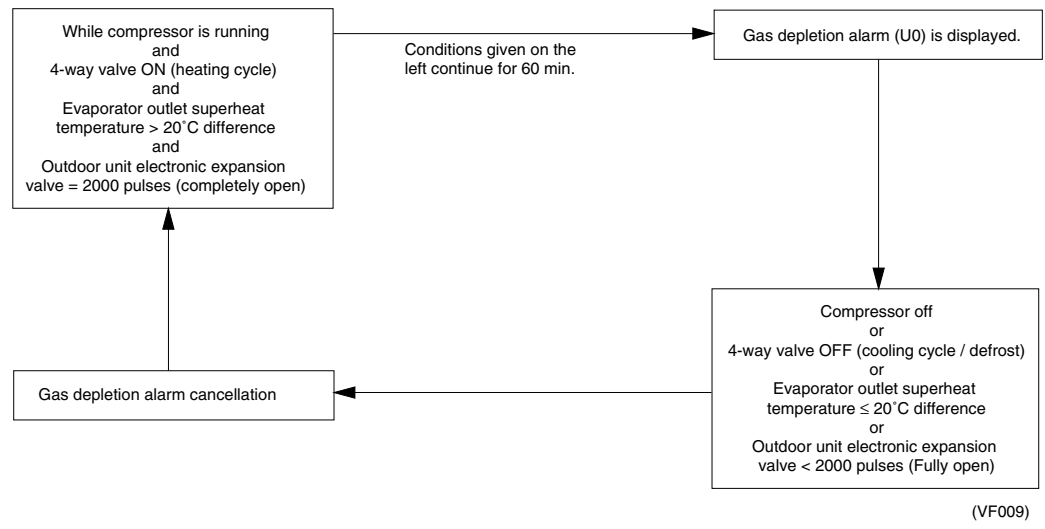 While compressor is running
and
4-way valve ON (heating cycle)
and
Evaporator outlet superheat
temperature > 20˚C difference
and
Outdoor unit electronic expansion
valve = 2000 pulses (completely open)
Conditions given on the
left continue for 60 min.
Gas depletion alarm (U0) is displayed.
Compressor off
or
4-way valve OFF (cooling cycle / defrost)
or
Evaporator outlet superheat
temperature ≤ 20˚C difference
or
Outdoor unit electronic expansion
valve < 2000 pulses (Fully open)
Gas depletion alarm cancellation
(VF009)